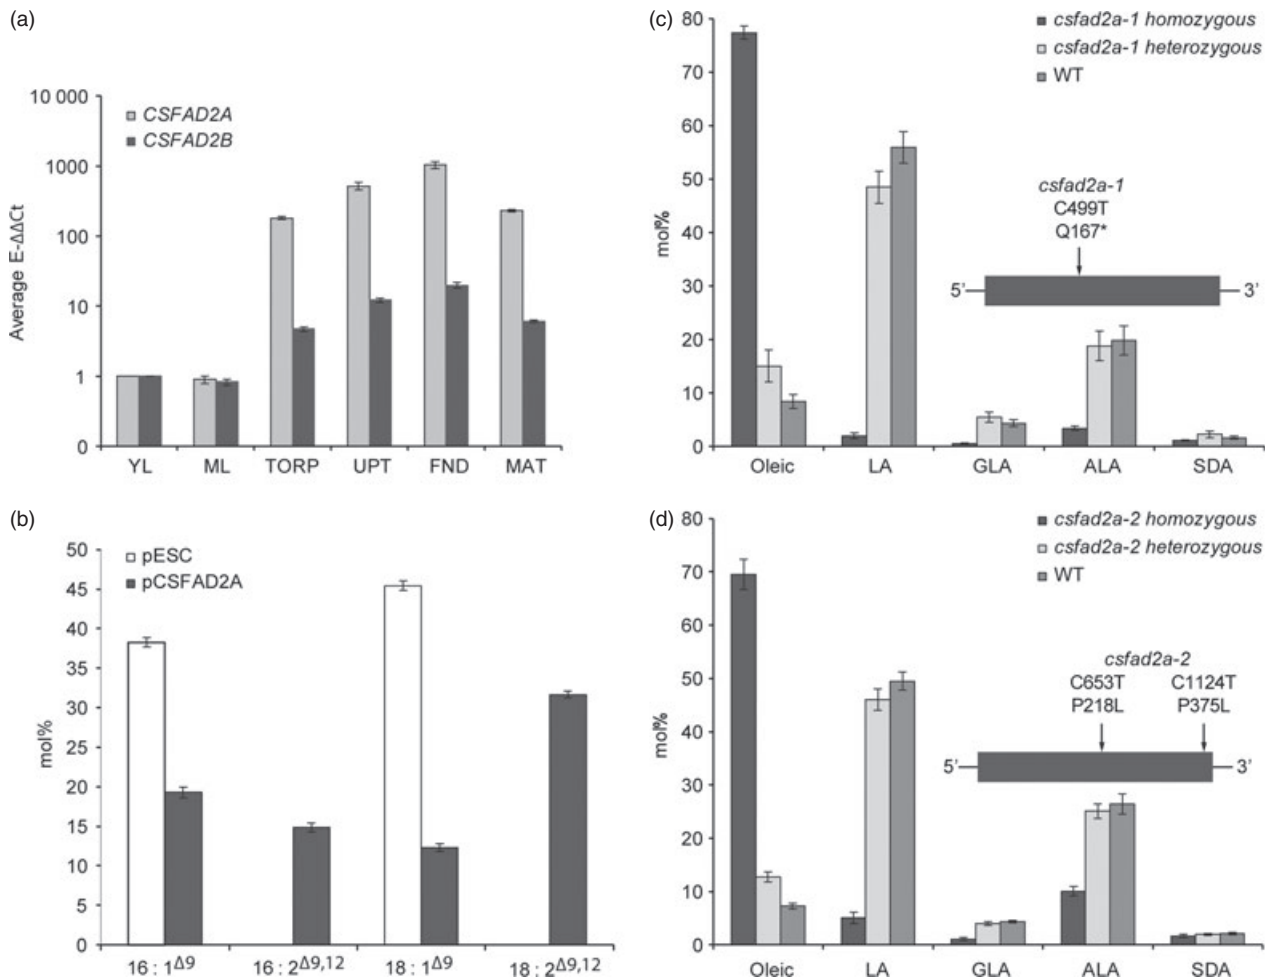 (a)
10 000
1000
100
10
1
0
Average E-ΔΔCt
CSFAD2A
CSFAD2B
YL ML TORP UPT FND MAT
(b)
50
45
40
35
30
25
20
15
10
5
0
mol%
pESC
pCSFAD2A
16 : 1Δ9 16 : 2Δ9,12 18 : 1Δ9 18 : 2Δ9,12
(c)
80
70
60
50
40
30
20
10
0
mol%
csfad2a-1 homozygous
csfad2a-1 heterozygous
WT
csfad2a-1
C499T
Q167*
5’ 3’
Oleic LA GLA ALA SDA
(d)
80
70
60
50
40
30
20
10
0
mol%
csfad2a-2 homozygous
csfad2a-2 heterozygous
WT
csfad2a-2
C653T C1124T
P218L P375L
5’ 3’
Oleic LA GLA ALA SDA